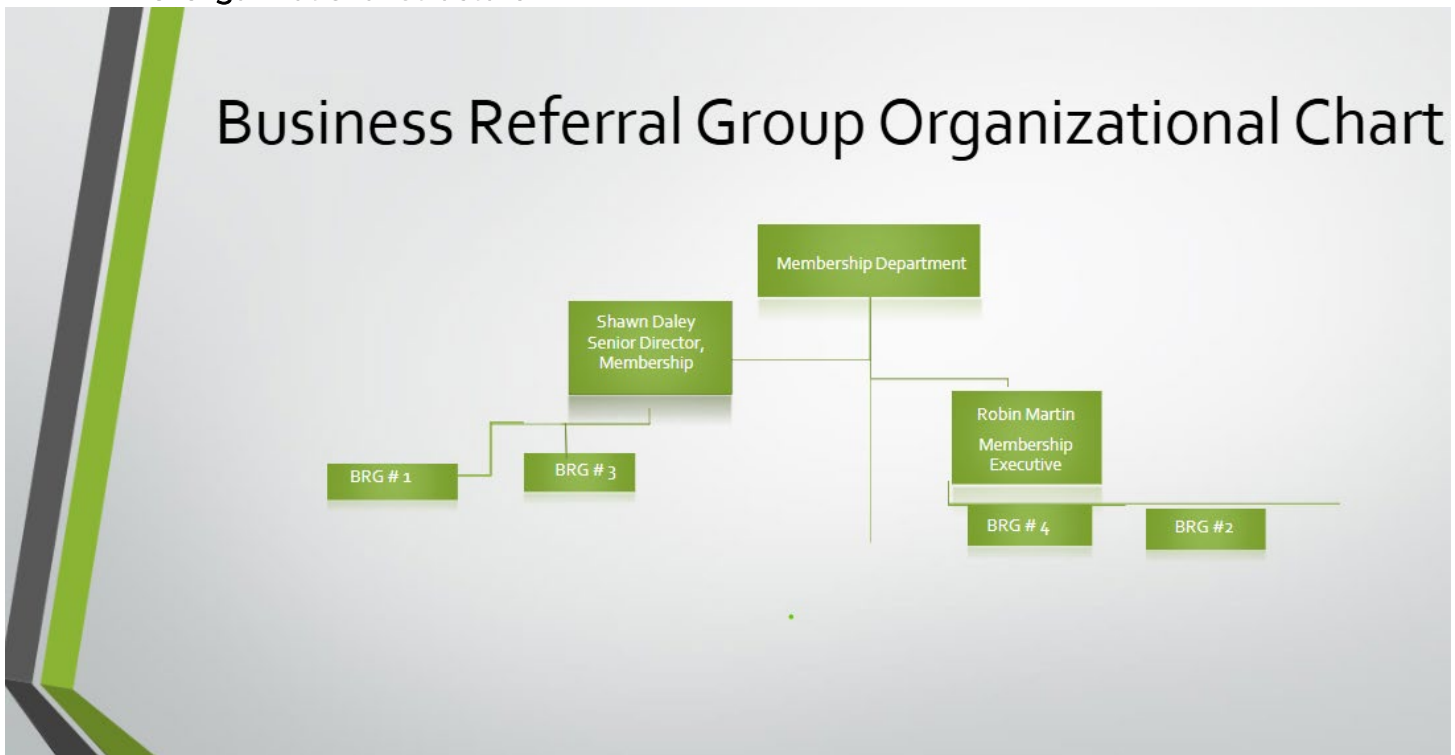 Business Referral Group Organizational Chart
Membership Department
Shawn Daley
Senior Director,
Membership
Robin Martin
Membership
Executive
BRG # 1
BRG # 3
BRG # 4
BRG #2